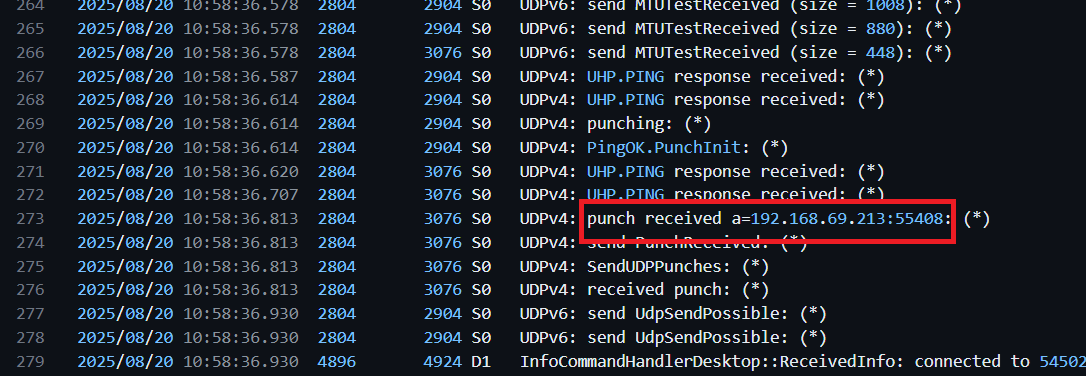 264 2025/08/20 10:58:36.578 2804 2904 S0 UDPv6: send MTUTestReceived (size = 1008): (*)
265 2025/08/20 10:58:36.578 2804 2904 S0 UDPv6: send MTUTestReceived (size = 880): (*)
266 2025/08/20 10:58:36.578 2804 3076 S0 UDPv6: send MTUTestReceived (size = 448): (*)
267 2025/08/20 10:58:36.587 2804 2904 S0 UDPv4: UHP.PING response received: (*)
268 2025/08/20 10:58:36.614 2804 2904 S0 UDPv4: UHP.PING response received: (*)
269 2025/08/20 10:58:36.614 2804 2904 S0 UDPv4: punching: (*)
270 2025/08/20 10:58:36.614 2804 2904 S0 UDPv4: PingOK.PunchInit: (*)
271 2025/08/20 10:58:36.620 2804 3076 S0 UDPv4: UHP.PING response received: (*)
272 2025/08/20 10:58:36.707 2804 3076 S0 UDPv4: UHP.PING response received: (*)
273 2025/08/20 10:58:36.813 2804 3076 S0 UDPv4: punch received a=192.168.69.213:55408: (*)
274 2025/08/20 10:58:36.813 2804 3076 S0 UDPv4: send PunchReceived: (*)
275 2025/08/20 10:58:36.813 2804 3076 S0 UDPv4: SendUDPPunches: (*)
276 2025/08/20 10:58:36.813 2804 3076 S0 UDPv4: received punch: (*)
277 2025/08/20 10:58:36.930 2804 2904 S0 UDPv6: send UdpSendPossible: (*)
278 2025/08/20 10:58:36.930 2804 2904 S0 UDPv6: send UdpSendPossible: (*)
279 2025/08/20 10:58:36.930 4896 4924 D1 InfoCommandHandlerDesktop::ReceivedInfo: connected to 54502